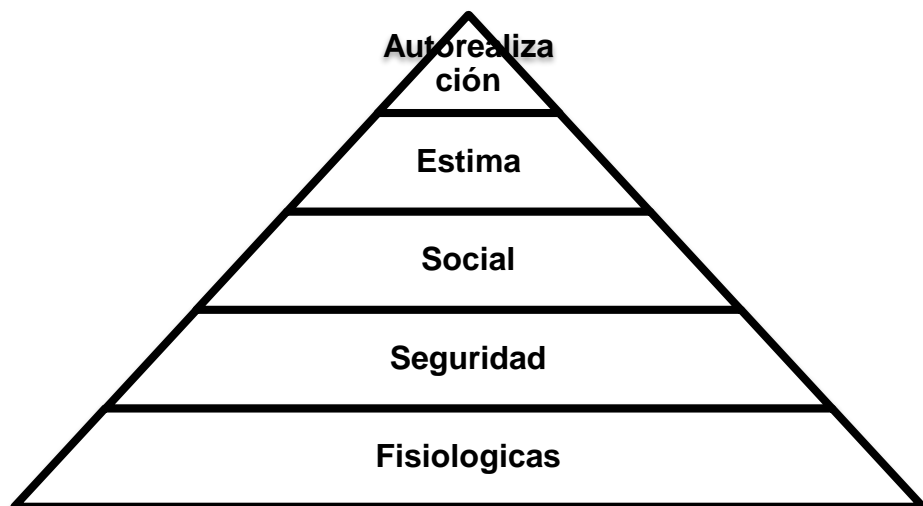 Autorealiza
ción
Estima
Social
Seguridad
Fisiologicas